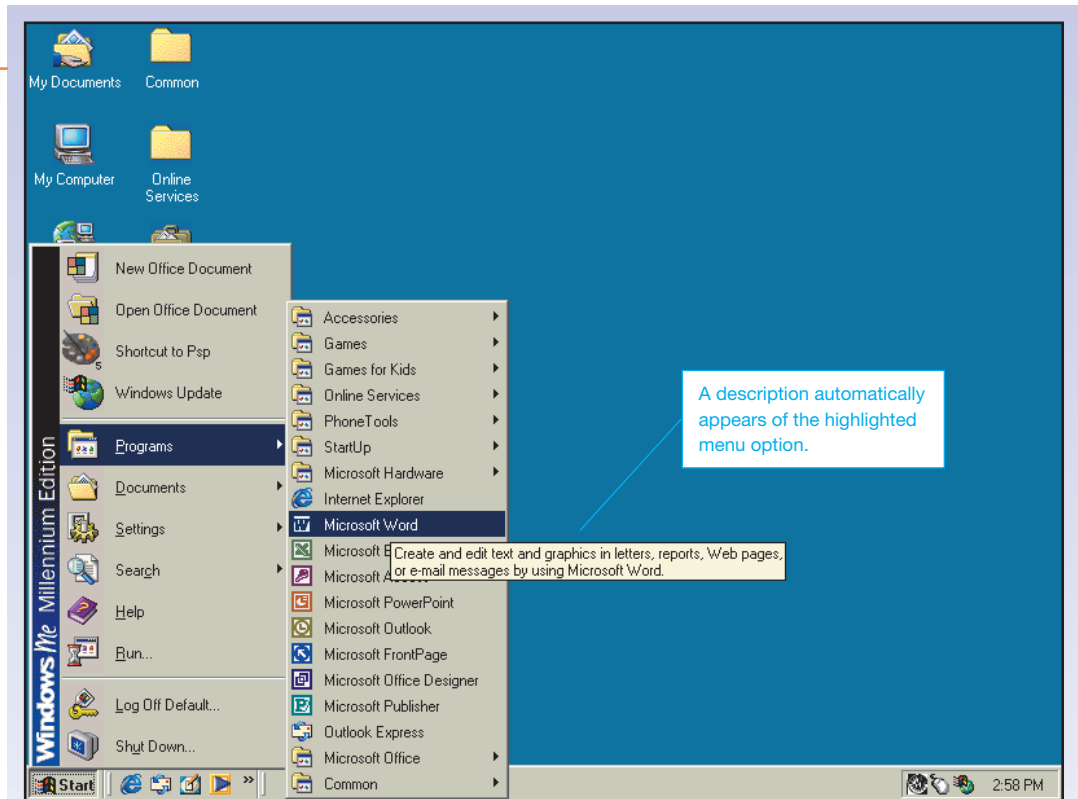 My Documents
Common
My Computer
Online
Services
New Office Document
Open Office Document
Shortcut to Psp
5
Windows Update
Programs
Documents
Settings
Search
Help
Run...
Log Off Default...
Shut Down...
Windows Me Millennium Edition
Accessories
Games
Games for Kids
Online Services
PhoneTools
StartUp
Microsoft Hardware
Internet Explorer
Microsoft Word
Microsoft E
Create and edit text and graphics in letters, reports, Web pages,
or e-mail messages by using Microsoft Word.
Microsoft
Microsoft PowerPoint
Microsoft Outlook
Microsoft FrontPage
Microsoft Office Designer
Microsoft Publisher
Outlook Express
Microsoft Office
Common
A description automatically
appears of the highlighted
menu option.
Start
»
2:58 PM